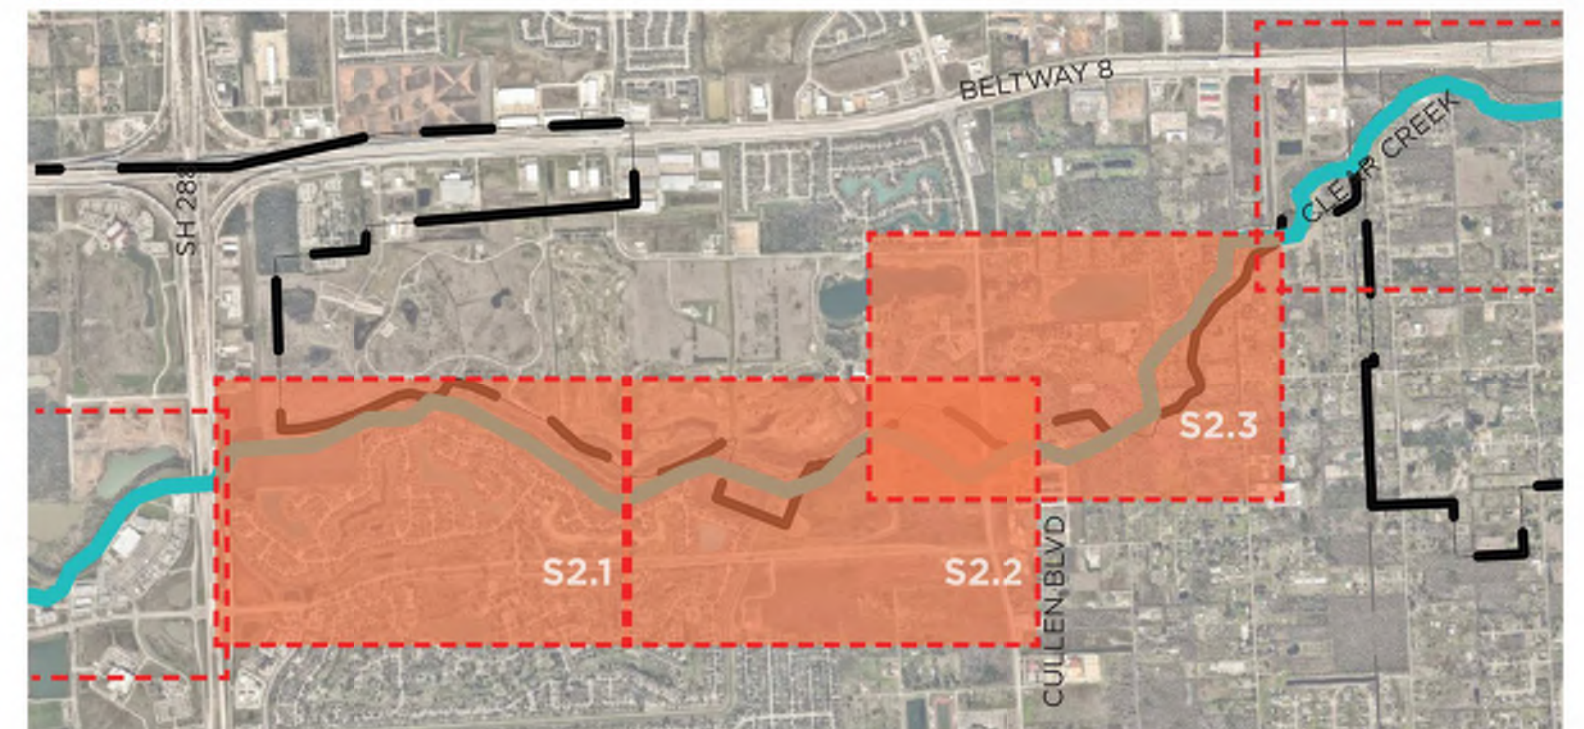 BELTWAY 8
CLEAR CREEK
SH 288
S2.3
S2.1
S2.2
CULLEN BLVD